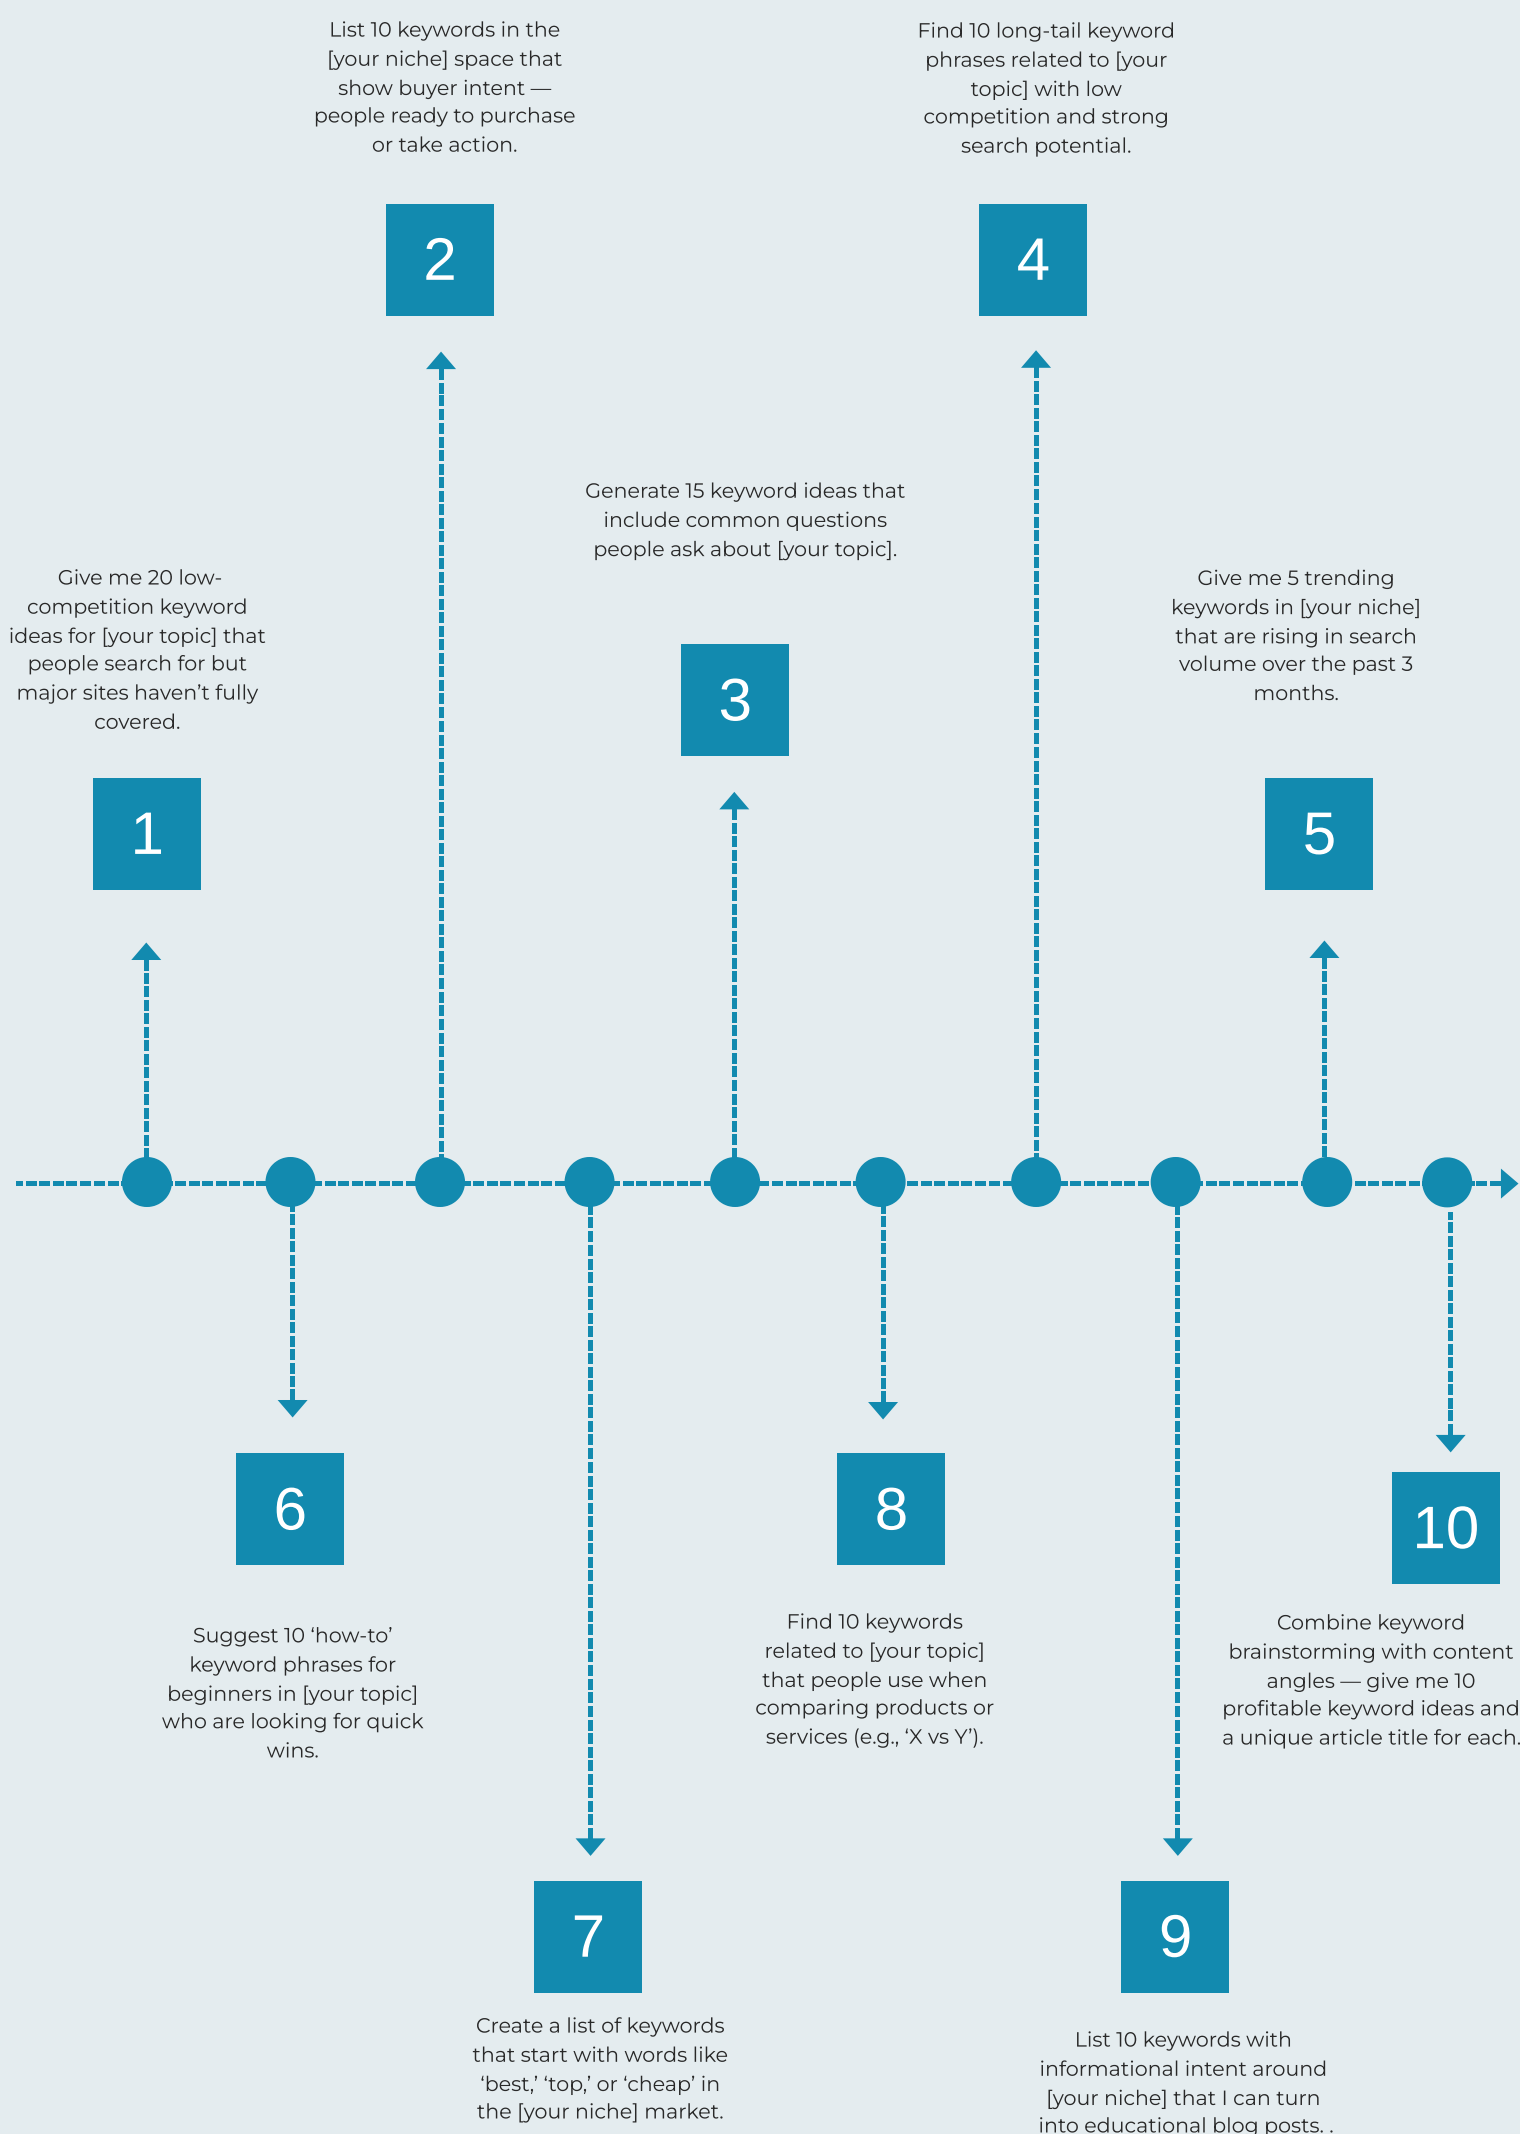 List 10 keywords in the
[your niche] space that
show buyer intent —
people ready to purchase
or take action.
2
Find 10 long-tail keyword
phrases related to [your
topic] with low
competition and strong
search potential.
4
Generate 15 keyword ideas that
include common questions
people ask about [your topic].
3
Give me 20 low-
competition keyword
ideas for [your topic] that
people search for but
major sites haven’t fully
covered.
1
Give me 5 trending
keywords in [your niche]
that are rising in search
volume over the past 3
months.
5
6
Suggest 10 ‘how-to’
keyword phrases for
beginners in [your topic]
who are looking for quick
wins.
8
Find 10 keywords
related to [your topic]
that people use when
comparing products or
services (e.g., ‘X vs Y’).
10
Combine keyword
brainstorming with content
angles — give me 10
profitable keyword ideas and
a unique article title for each.
7
Create a list of keywords
that start with words like
‘best,’ ‘top,’ or ‘cheap’ in
the [your niche] market.
9
List 10 keywords with
informational intent around
[your niche] that I can turn
into educational blog posts. .